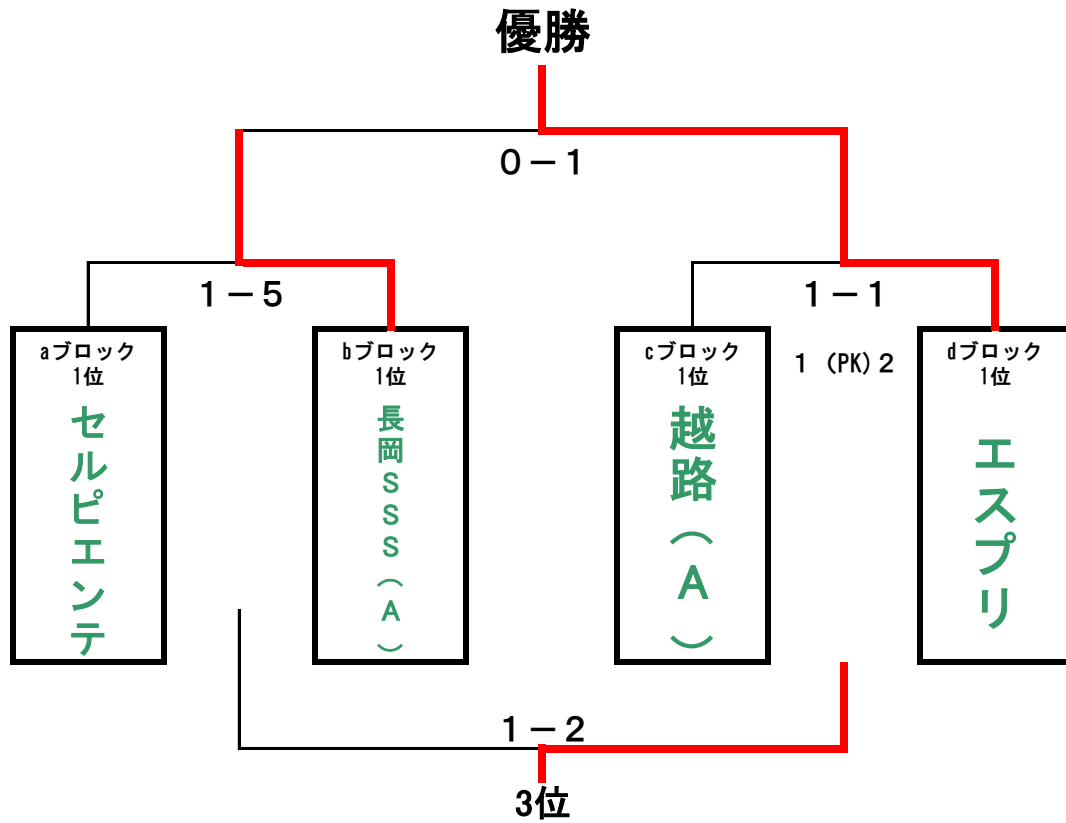 優勝
0－1
1－5
1－1
aブロック
1位
セルピエンテ
bブロック
1位
長岡SSS（A）
cブロック
1位
越路（A）
1 (PK) 2
dブロック
1位
エスプリ
1－2
3位